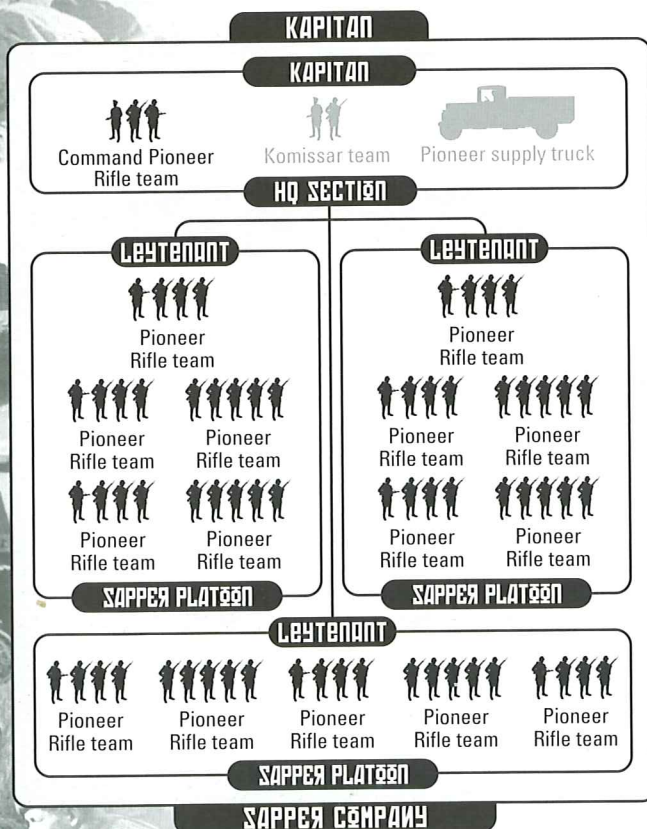 KAPITAN
KAPITAN
Command Pioneer
Rifle team
Komissar team
Pioneer supply truck
HQ SECTION
LEYTENANT
Pioneer
Rifle team
Pioneer
Rifle team
Pioneer
Rifle team
Pioneer
Rifle team
Pioneer
Rifle team
SAPPER PLATOON
LEYTENANT
Pioneer
Rifle team
Pioneer
Rifle team
Pioneer
Rifle team
Pioneer
Rifle team
Pioneer
Rifle team
SAPPER PLATOON
LEYTENANT
Pioneer
Rifle team
Pioneer
Rifle team
Pioneer
Rifle team
Pioneer
Rifle team
Pioneer
Rifle team
SAPPER PLATOON
SAPPER COMPANY